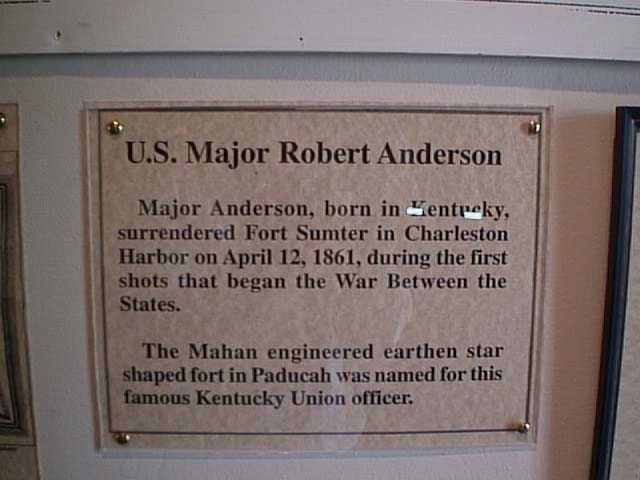 U.S. Major Robert Anderson
Major Anderson, born in Kentucky,
surrendered Fort Sumter in Charleston
Harbor on April 12, 1861, during the first
shots that began the War Between the
States.
The Mahan engineered earthen star
shaped fort in Paducah was named for this
famous Kentucky Union officer.